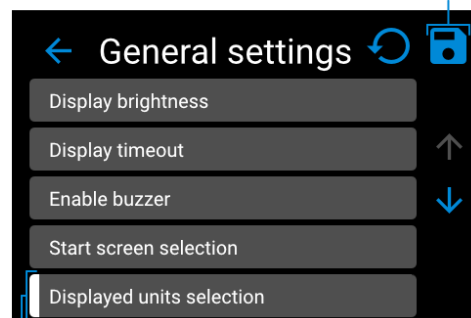 General settings
Display brightness
Display timeout
Enable buzzer
Start screen selection
Displayed units selection